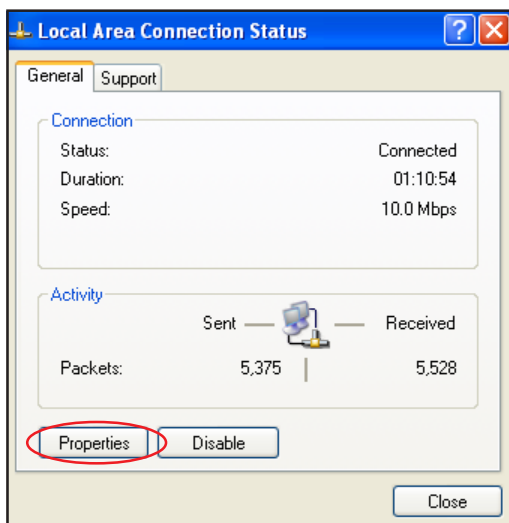 Local Area Connection Status
General Support
Connection
Status: Connected
Duration: 01:10:54
Speed: 10.0 Mbps
Activity
Sent Received
Packets: 5,375 5,528
Properties Disable
Close